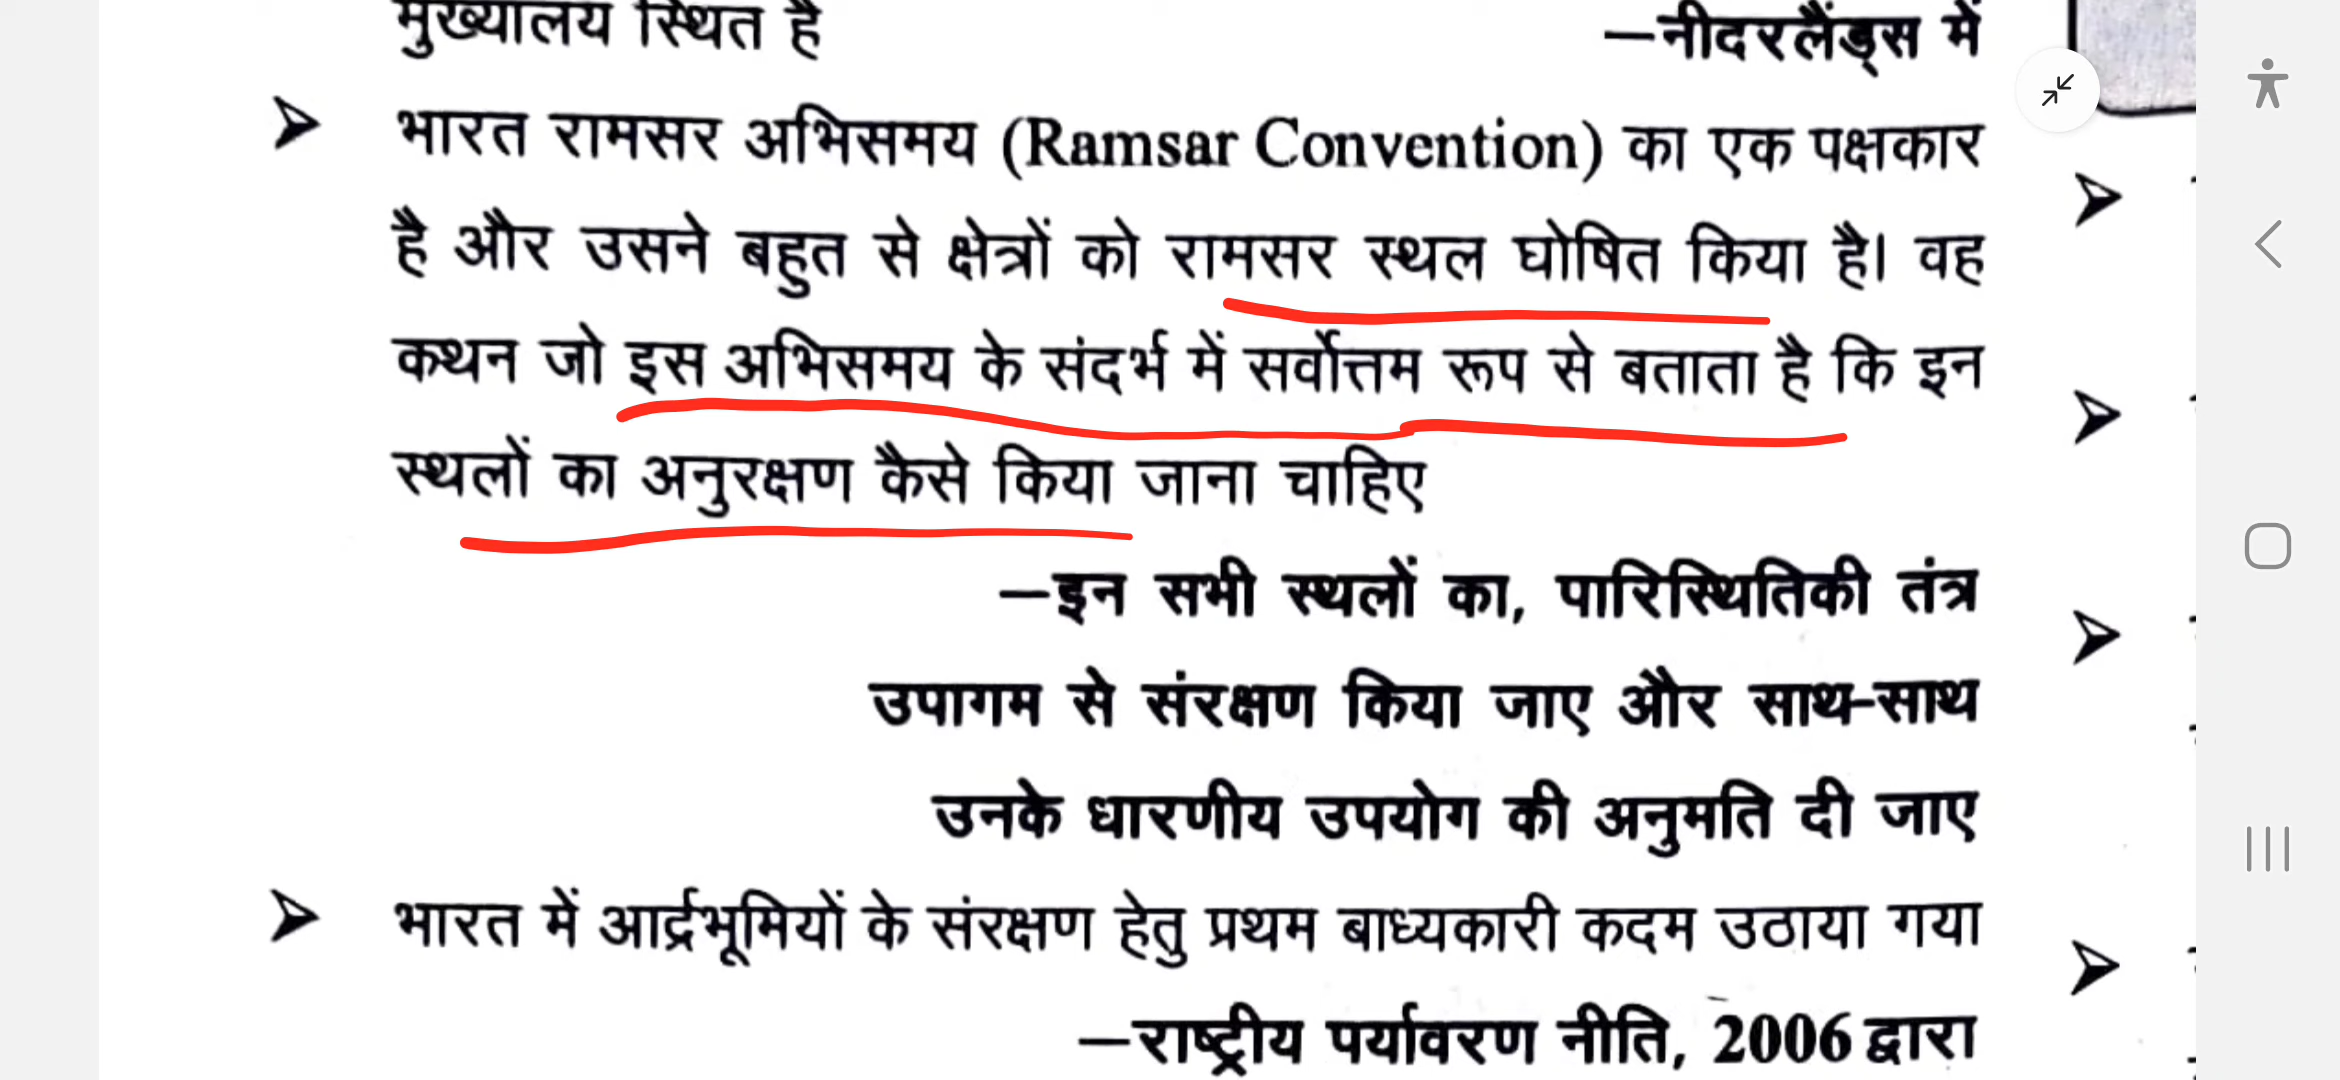 मुख्यालय स्थित है
—नीदरलैंड्स में
भारत रामसर अभिसमय (Ramsar Convention) का एक पक्षकार
है और उसने बहुत से क्षेत्रों को रामसर स्थल घोषित किया है। वह
कथन जो इस अभिसमय के संदर्भ में सर्वोत्तम रूप से बताता है कि इन
स्थलों का अनुरक्षण कैसे किया जाना चाहिए
—इन सभी स्थलों का, पारिस्थितिकी तंत्र
उपागम से संरक्षण किया जाए और साथ-साथ
उनके धारणीय उपयोग की अनुमति दी जाए
भारत में आर्द्रभूमियों के संरक्षण हेतु प्रथम बाध्यकारी कदम उठाया गया
—राष्ट्रीय पर्यावरण नीति, 2006 द्वारा